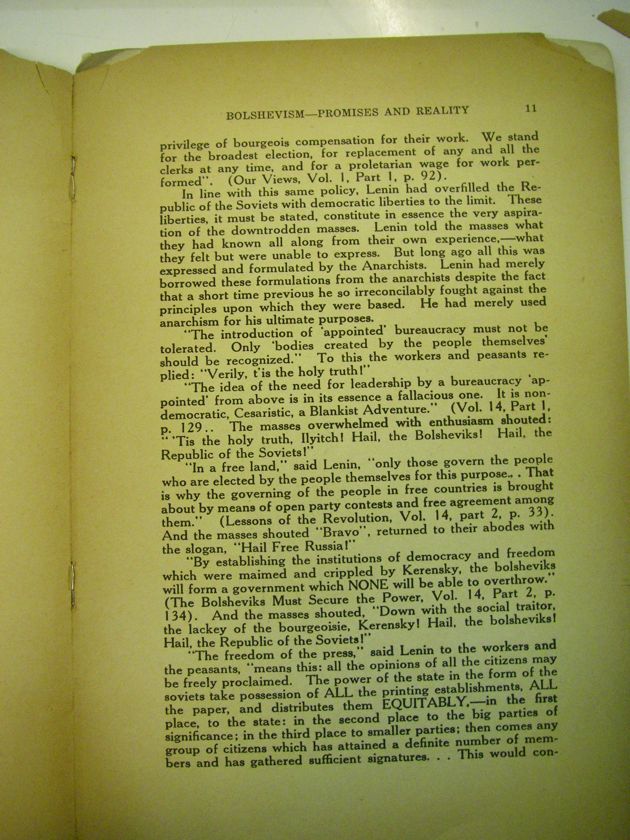 BOLSHEVISM—PROMISES AND REALITY 11
privilege of bourgeois compensation for their work. We stand
for the broadest election, for replacement of any and all the
clerks at any time, and for a proletarian wage for work per-
formed". (Our Views, Vol. 1, Part 1, p. 92).
In line with this same policy, Lenin had overfilled the Re-
public of the Soviets with democratic liberties to the limit. These
liberties, it must be stated, constitute in essence the very aspira-
tion of the downtrodden masses. Lenin told the masses what
they had known all along from their own experience,—what
they felt but were unable to express. But long ago all this was
expressed and formulated by the Anarchists. Lenin had merely
borrowed these formulations from the anarchists despite the fact
that a short time previous he so irreconcilably fought against the
principles upon which they were based. He had merely used
anarchism for his ultimate purposes.
"The introduction of 'appointed' bureaucracy must not be
tolerated. Only 'bodies created by the people themselves'
should be recognized." To this the workers and peasants re-
plied: "Verily, t'is the holy truth!"
"The idea of the need for leadership by a bureaucracy 'ap-
pointed' from above is in its essence a fallacious one. It is non-
democratic, Cesaristic, a Blankist Adventure." (Vol. 14, Part 1,
p. 129.. The masses overwhelmed with enthusiasm shouted:
" 'Tis the holy truth, Ilyitch! Hail, the Bolsheviks! Hail, the
Republic of the Soviets!"
"In a free land," said Lenin, "only those govern the people
who are elected by the people themselves for this purpose.. . That
is why the governing of the people in free countries is brought
about by means of open party contests and free agreement among
them." (Lessons of the Revolution, Vol. 14, part 2, p. 33).
And the masses shouted "Bravo", returned to their abodes with
the slogan, "Hail Free Russia!"
"By establishing the institutions of democracy and freedom
which were maimed and crippled by Kerensky, the bolsheviks
will form a government which NONE will be able to overthrow."
(The Bolsheviks Must Secure the Power, Vol. 14, Part 2, p.
134). And the masses shouted, "Down with the social traitor,
the lackey of the bourgeoisie, Kerensky! Hail, the bolsheviks!
Hail, the Republic of the Soviets!"
"The freedom of the press," said Lenin to the workers and
the peasants, "means this: all the opinions of all the citizens may
be freely proclaimed. The power of the state in the form of the
soviets take possession of ALL the printing establishments, ALL
the paper, and distributes them EQUITABLY,—in the first
place, to the state: in the second place to the big parties of
significance; in the third place to smaller parties; then comes any
group of citizens which has attained a definite number of mem-
bers and has gathered sufficient signatures. . . This would con-